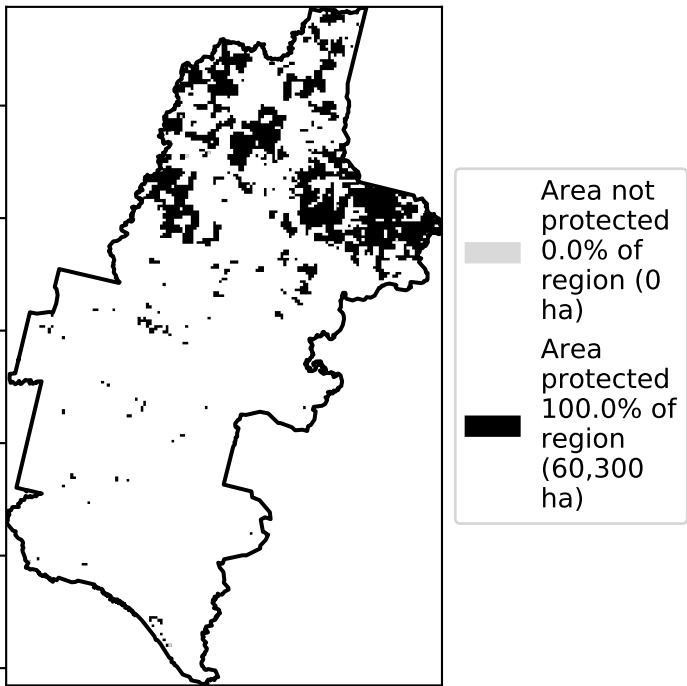 Area not
protected
0.0% of
region (0
ha)
Area
protected
100.0% of
region
(60,300
ha)